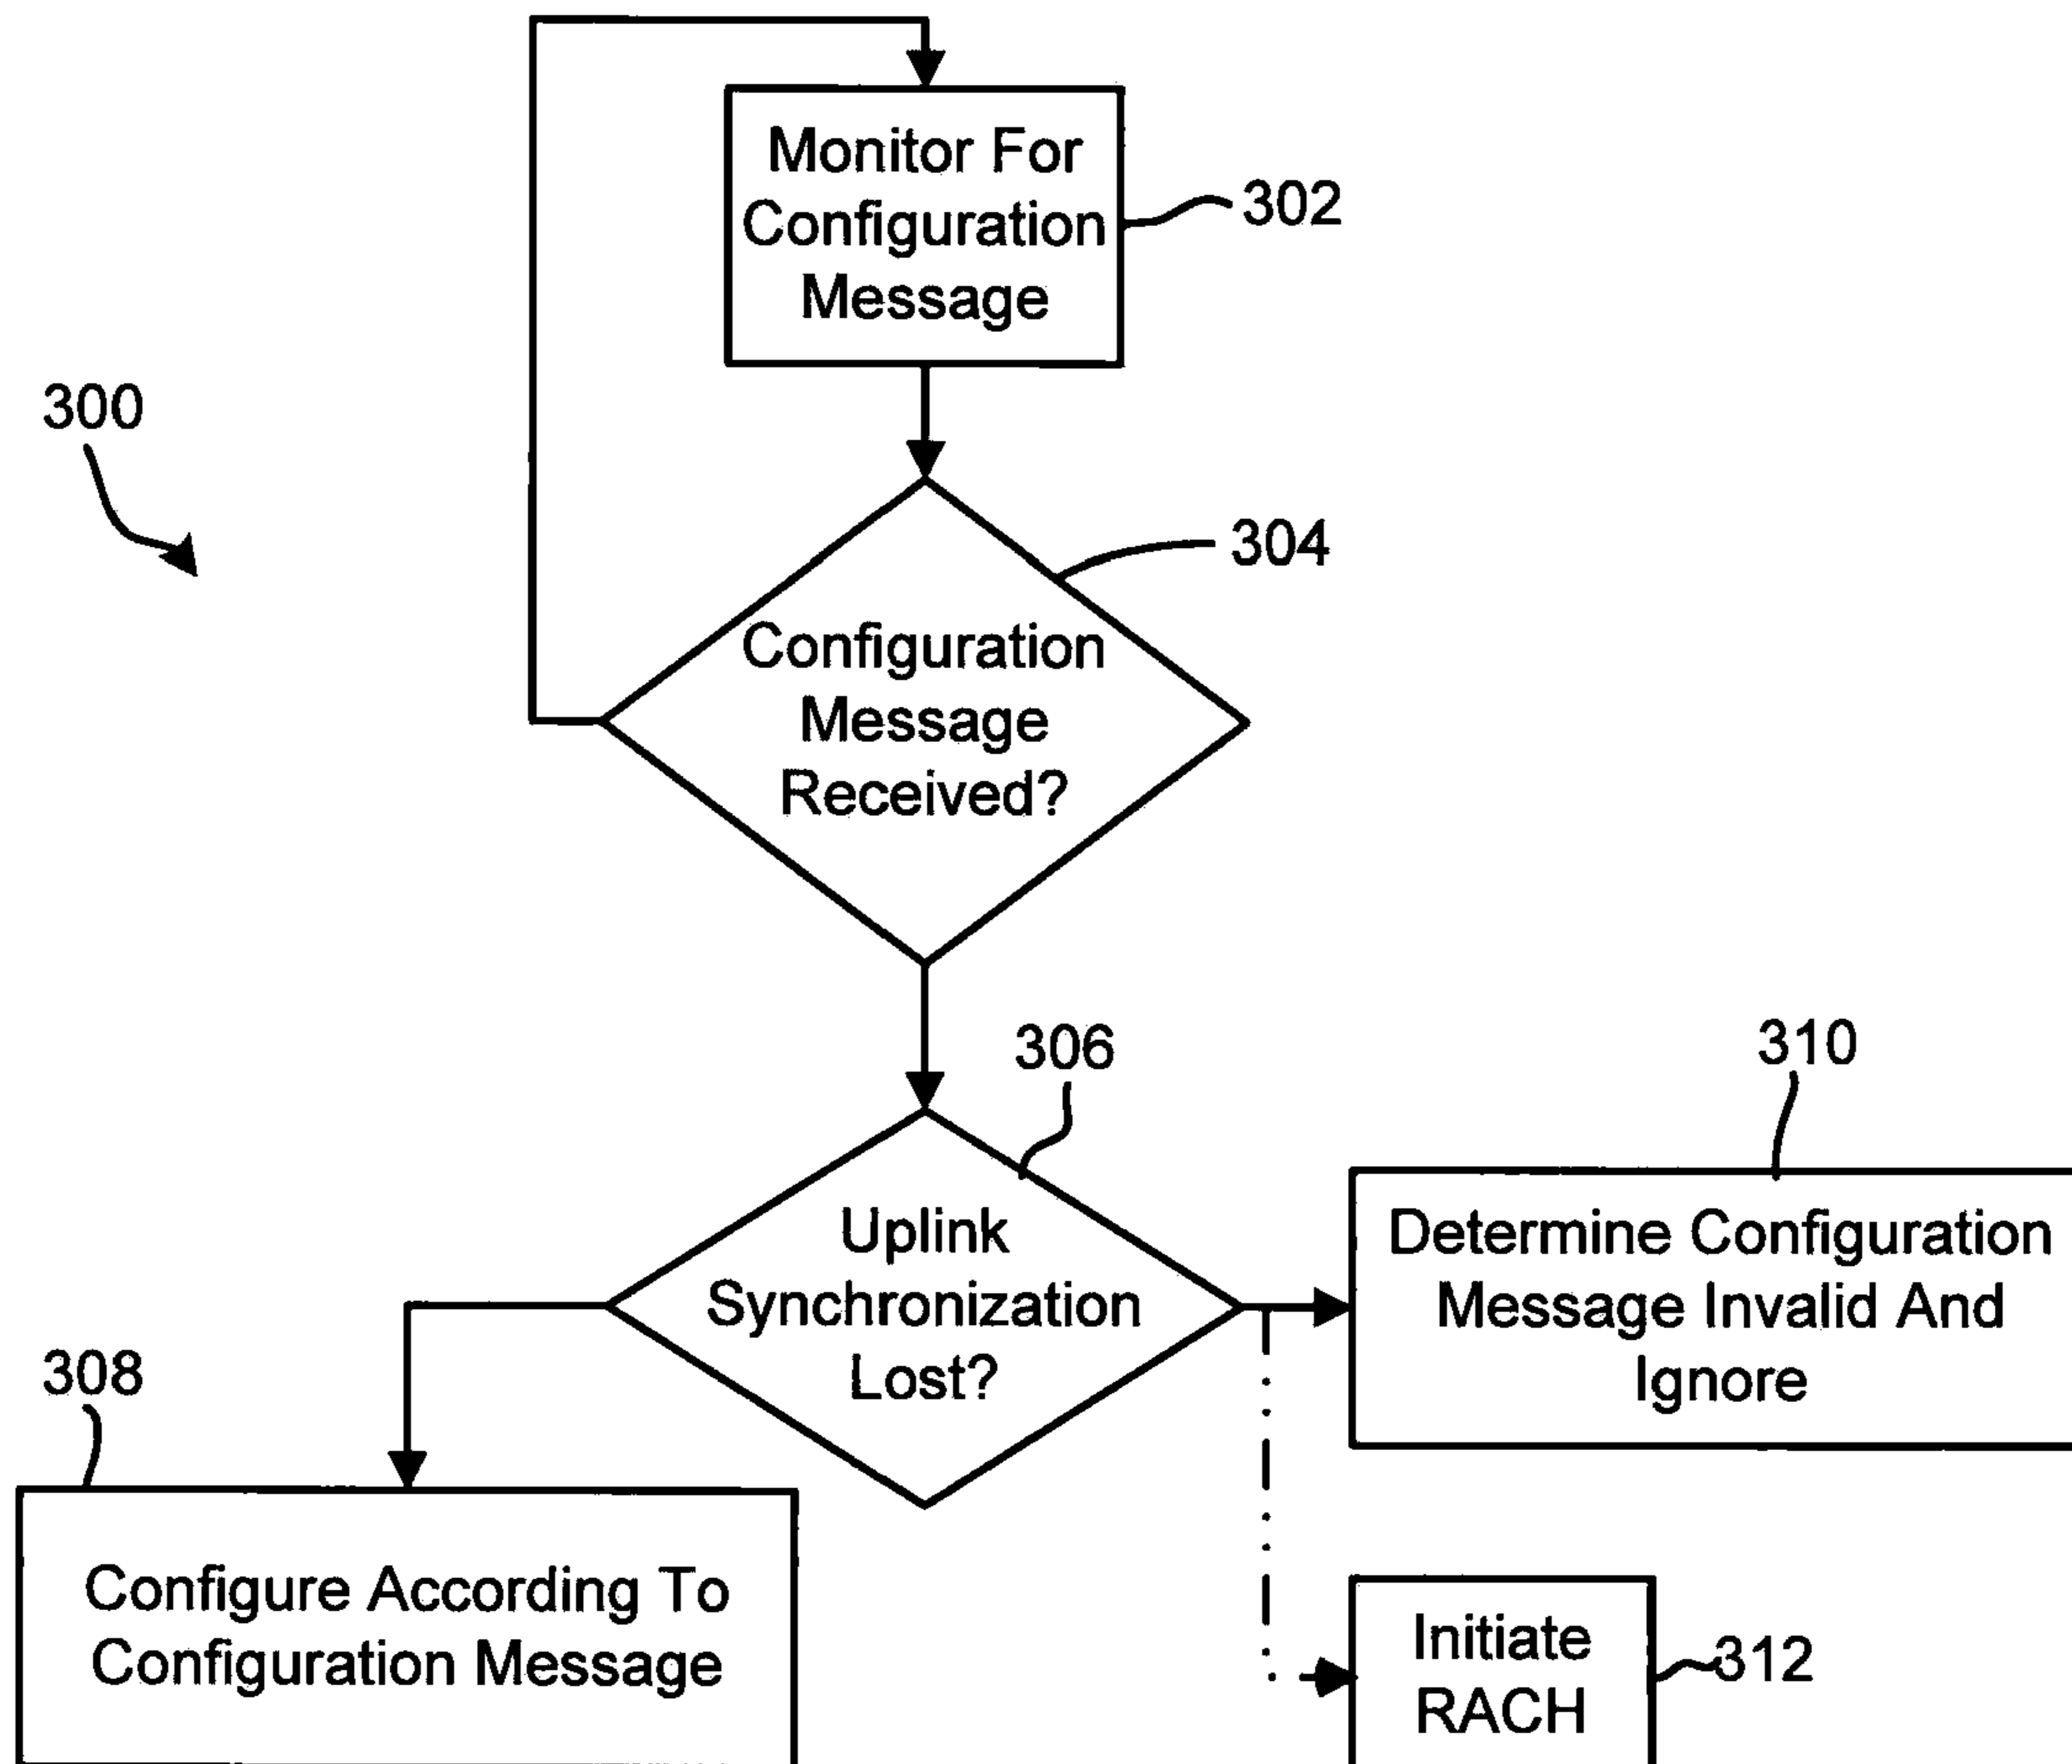 Monitor For
Configuration
Message
302
300
304
Configuration
Message
Received?
306
310
Uplink
Synchronization
Lost?
Determine Configuration
Message Invalid And
Ignore
308
Configure According To
Configuration Message
Initiate
RACH
312